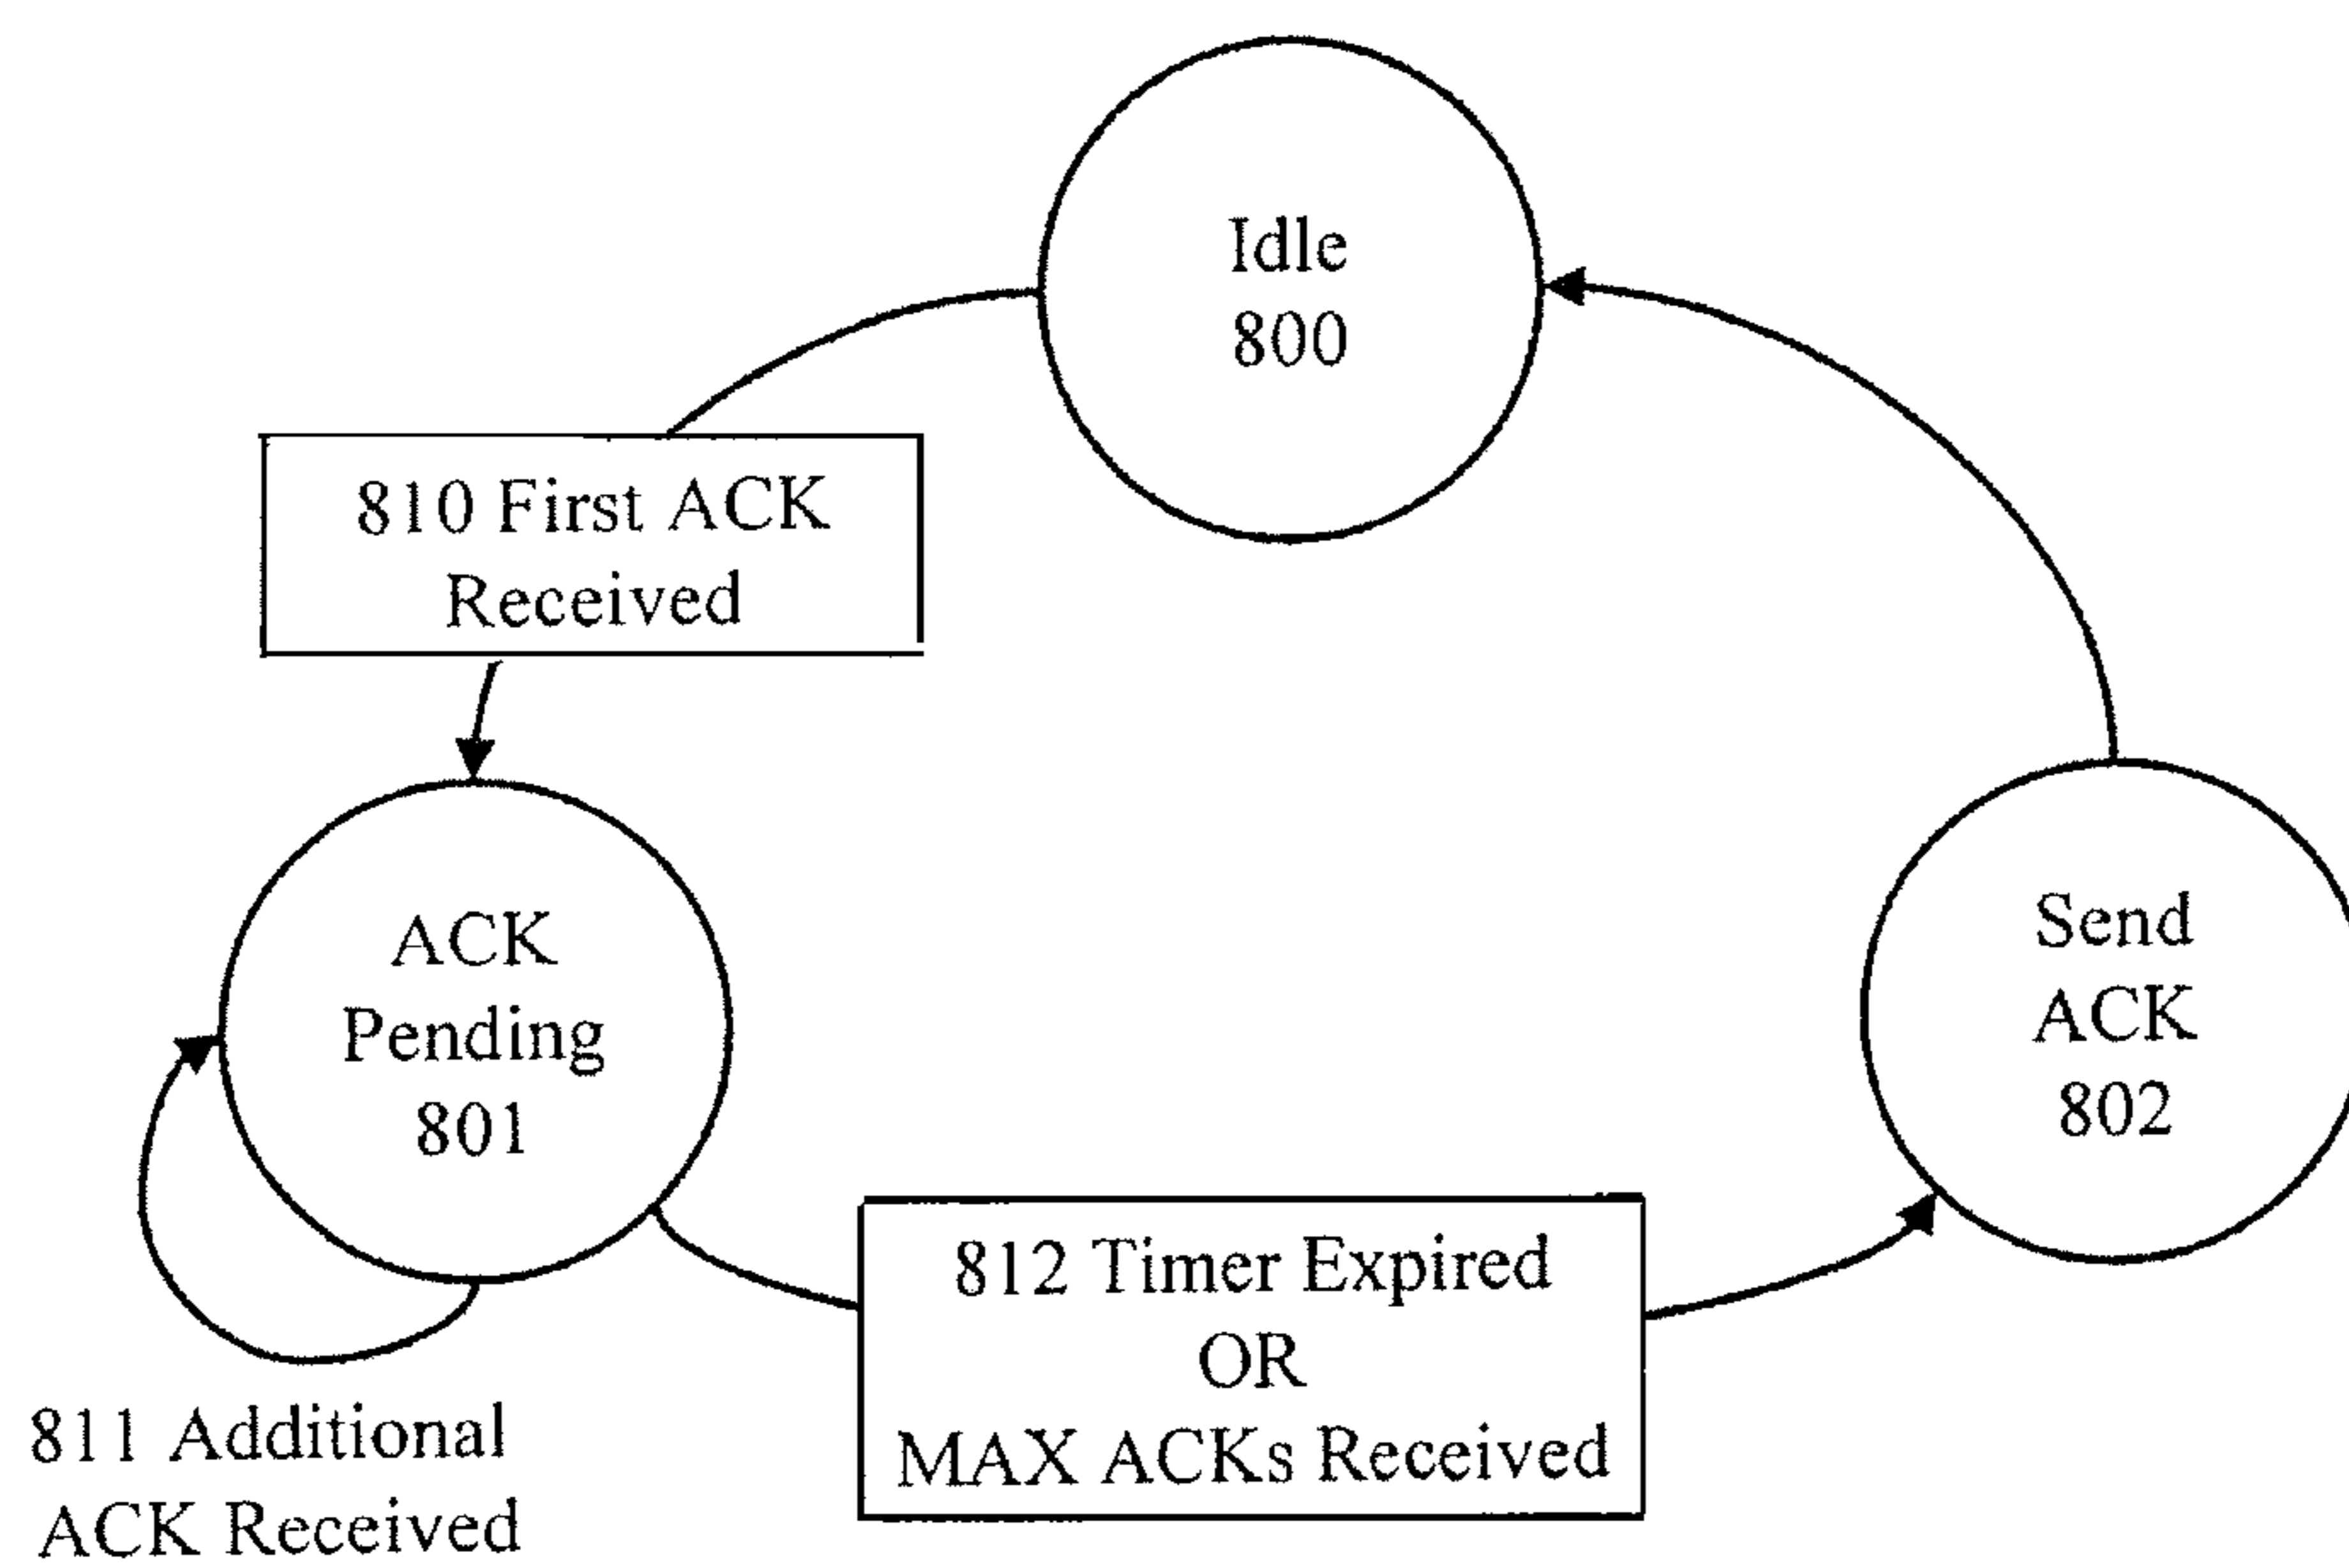 Idle
800
810 First ACK
Received
ACK
Pending
801
Send
ACK
802
812 Timer Expired
OR
MAX ACKs Received
811 Additional
ACK Received